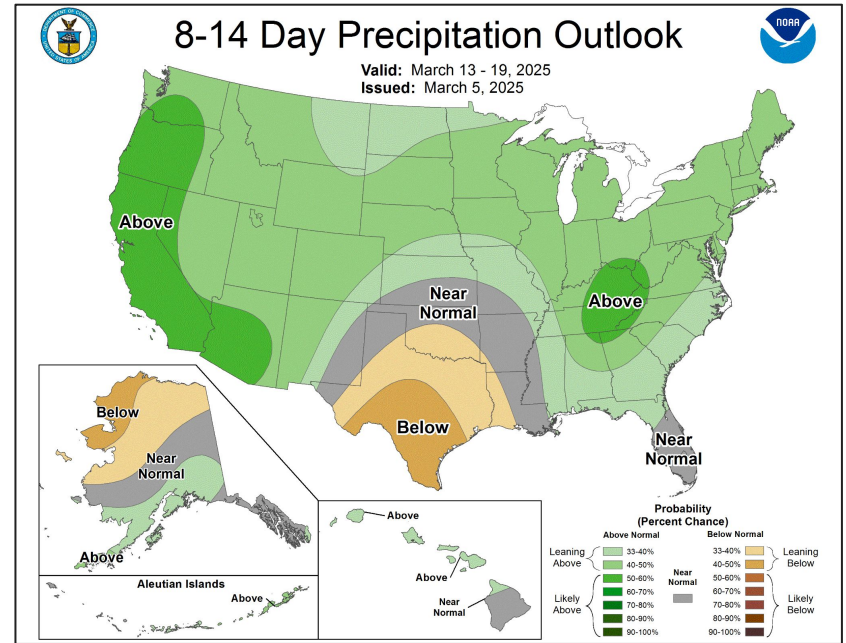 8-14 Day Precipitation Outlook
NOAA
Valid: March 13 - 19, 2025
Issued: March 5, 2025
Above
Near
Normal
Above
Below
Near
Normal
Below
Near
Normal
Above
Aleutian Islands
Above
Above
Above
Near
Normal
Probability
(Percent Chance)
Above Normal
Below Normal
Leaning
Above
33-40%
40-50%
Likely
Above
50-60%
60-70%
70-80%
80-90%
90-100%
Near
Normal
33-40%
40-50%
Leaning
Below
50-60%
60-70%
70-80%
80-90%
90-100%
Likely
Below